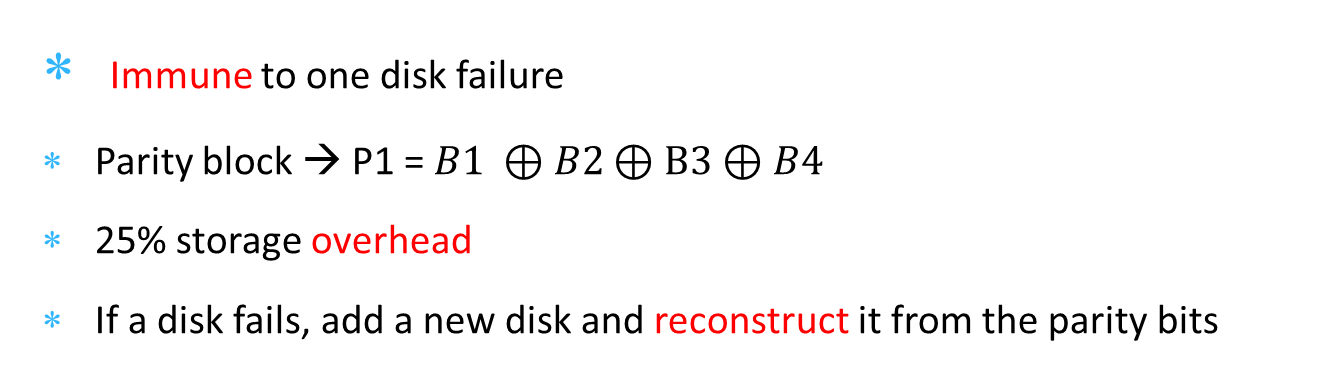 * Immune to one disk failure
* Parity block → P1 = B1 ⊕ B2 ⊕ B3 ⊕ B4
* 25% storage overhead
* If a disk fails, add a new disk and reconstruct it from the parity bits